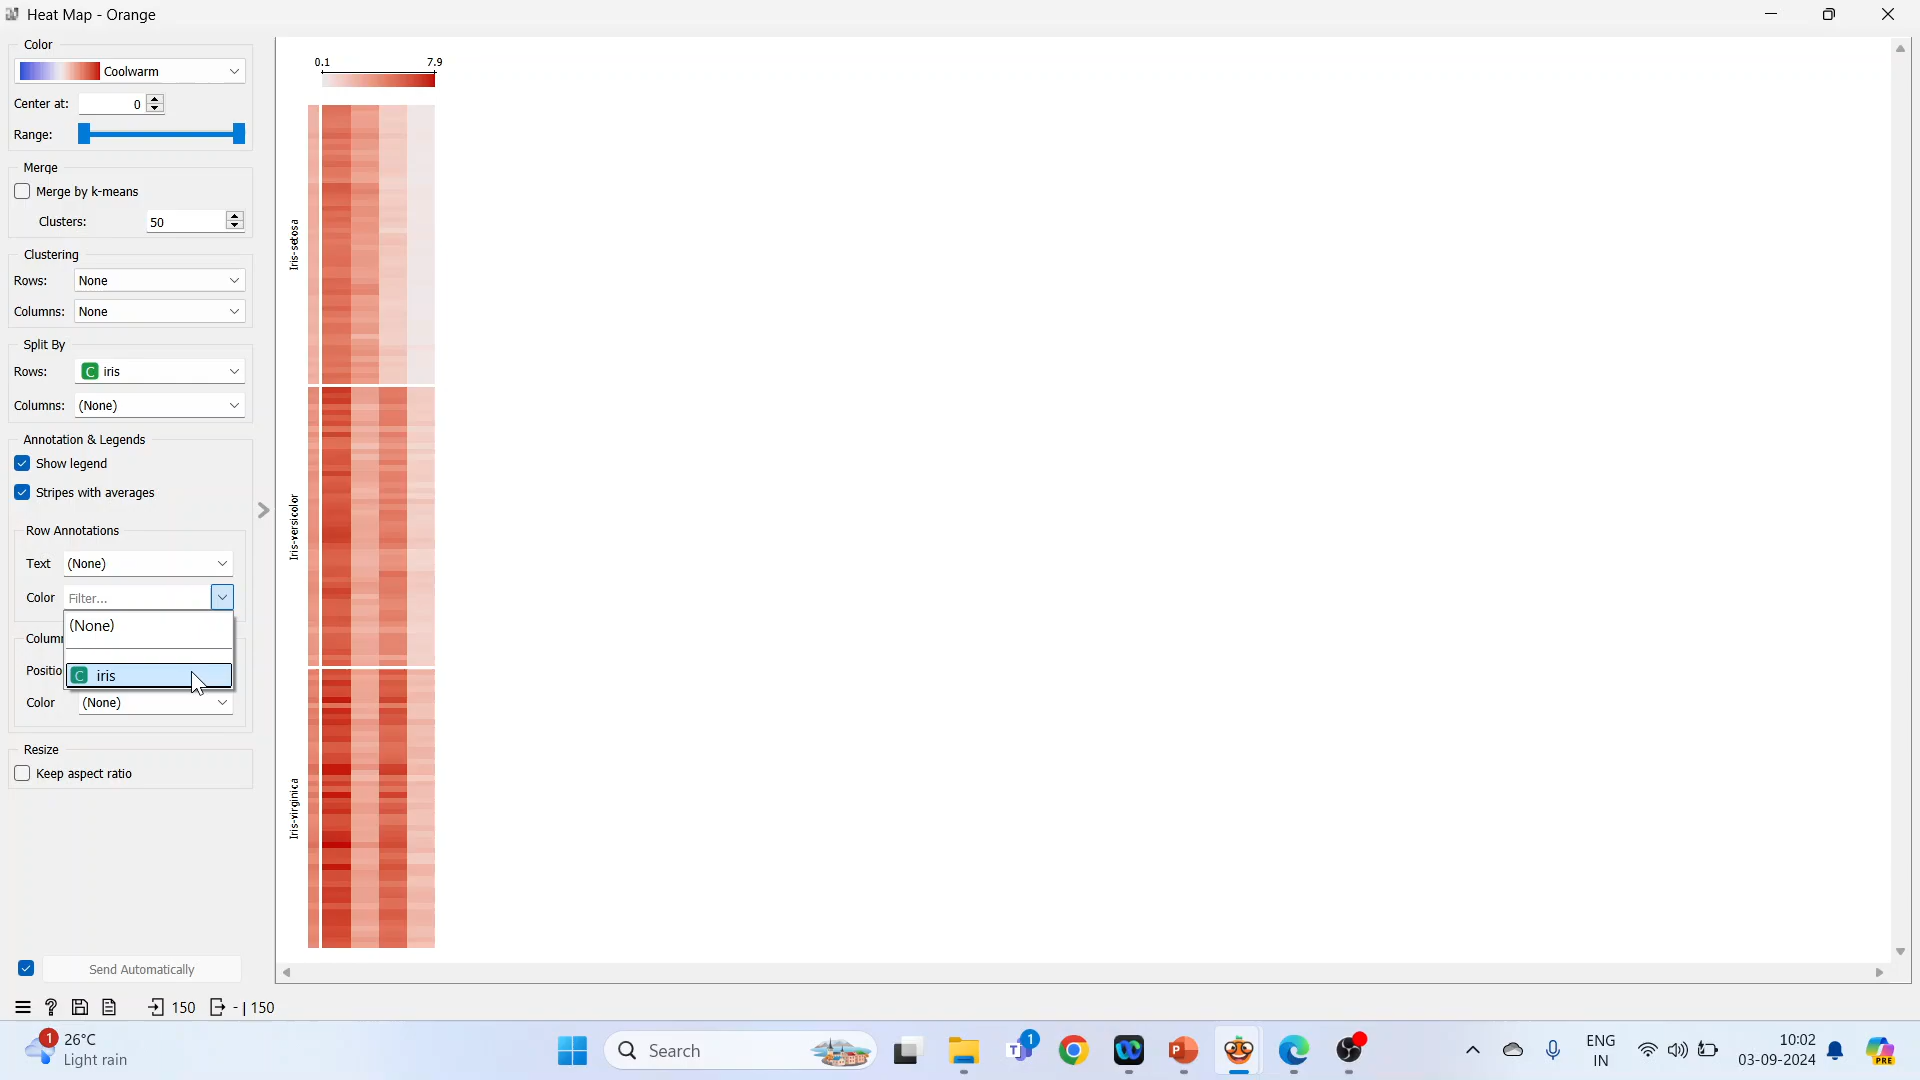 Heat Map - Orange
Color
Coolwarm
Center at: 0
Range:
Merge
Merge by k-means
Clusters: 50
Clustering
Rows: None
Columns: None
Split By
Rows: C iris
Columns: (None)
Annotation & Legends
Show legend
Stripes with averages
Row Annotations
Text (None)
Color Filter...
(None)
Colum
Positio
C iris
Color (None)
Resize
Keep aspect ratio
Send Automatically
0.1 7.9
Iris-setosa
Iris-versicolor
Iris-virginica
? 150 - | 150
1 26°C
Light rain
Search
1
ENG
IN
10:02
03-09-2024
PRE